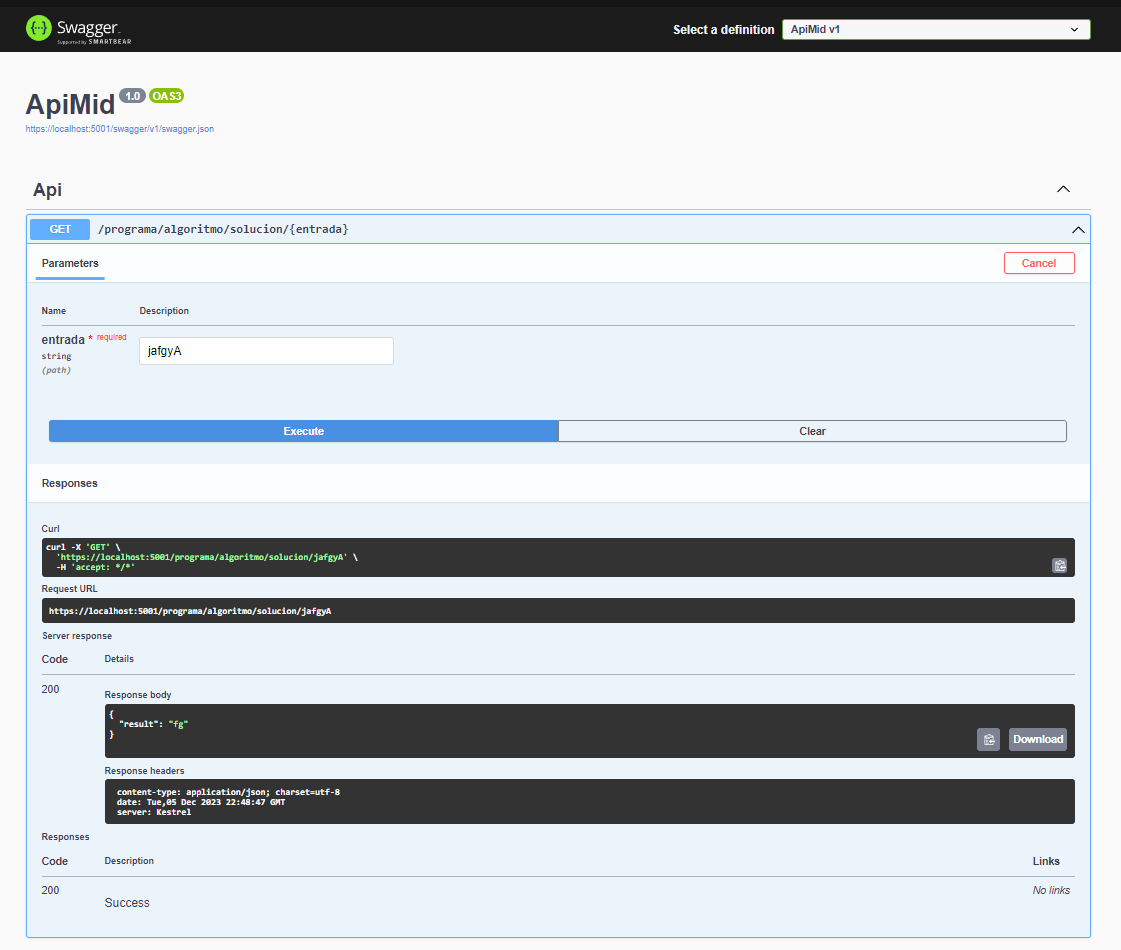 {···} Swagger.
Supported by SMARTBEAR
Select a definition ApiMid v1
ApiMid 1.0 OAS3
https://localhost:5001/swagger/v1/swagger.json
Api
GET /programa/algoritmo/solucion/{entrada}
Parameters Cancel
Name Description
entrada * required
string
(path)
jafgyA
Execute Clear
Responses
Curl
curl -X 'GET' \
'https://localhost:5001/programa/algoritmo/solucion/jafgyA' \
-H 'accept: */*'
Request URL
https://localhost:5001/programa/algoritmo/solucion/jafgyA
Server response
Code Details
200
Response body
{
"result": "fg"
}
Download
Response headers
content-type: application/json; charset=utf-8
date: Tue,05 Dec 2023 22:48:47 GMT
server: Kestrel
Responses
Code Description Links
200 No links
Success